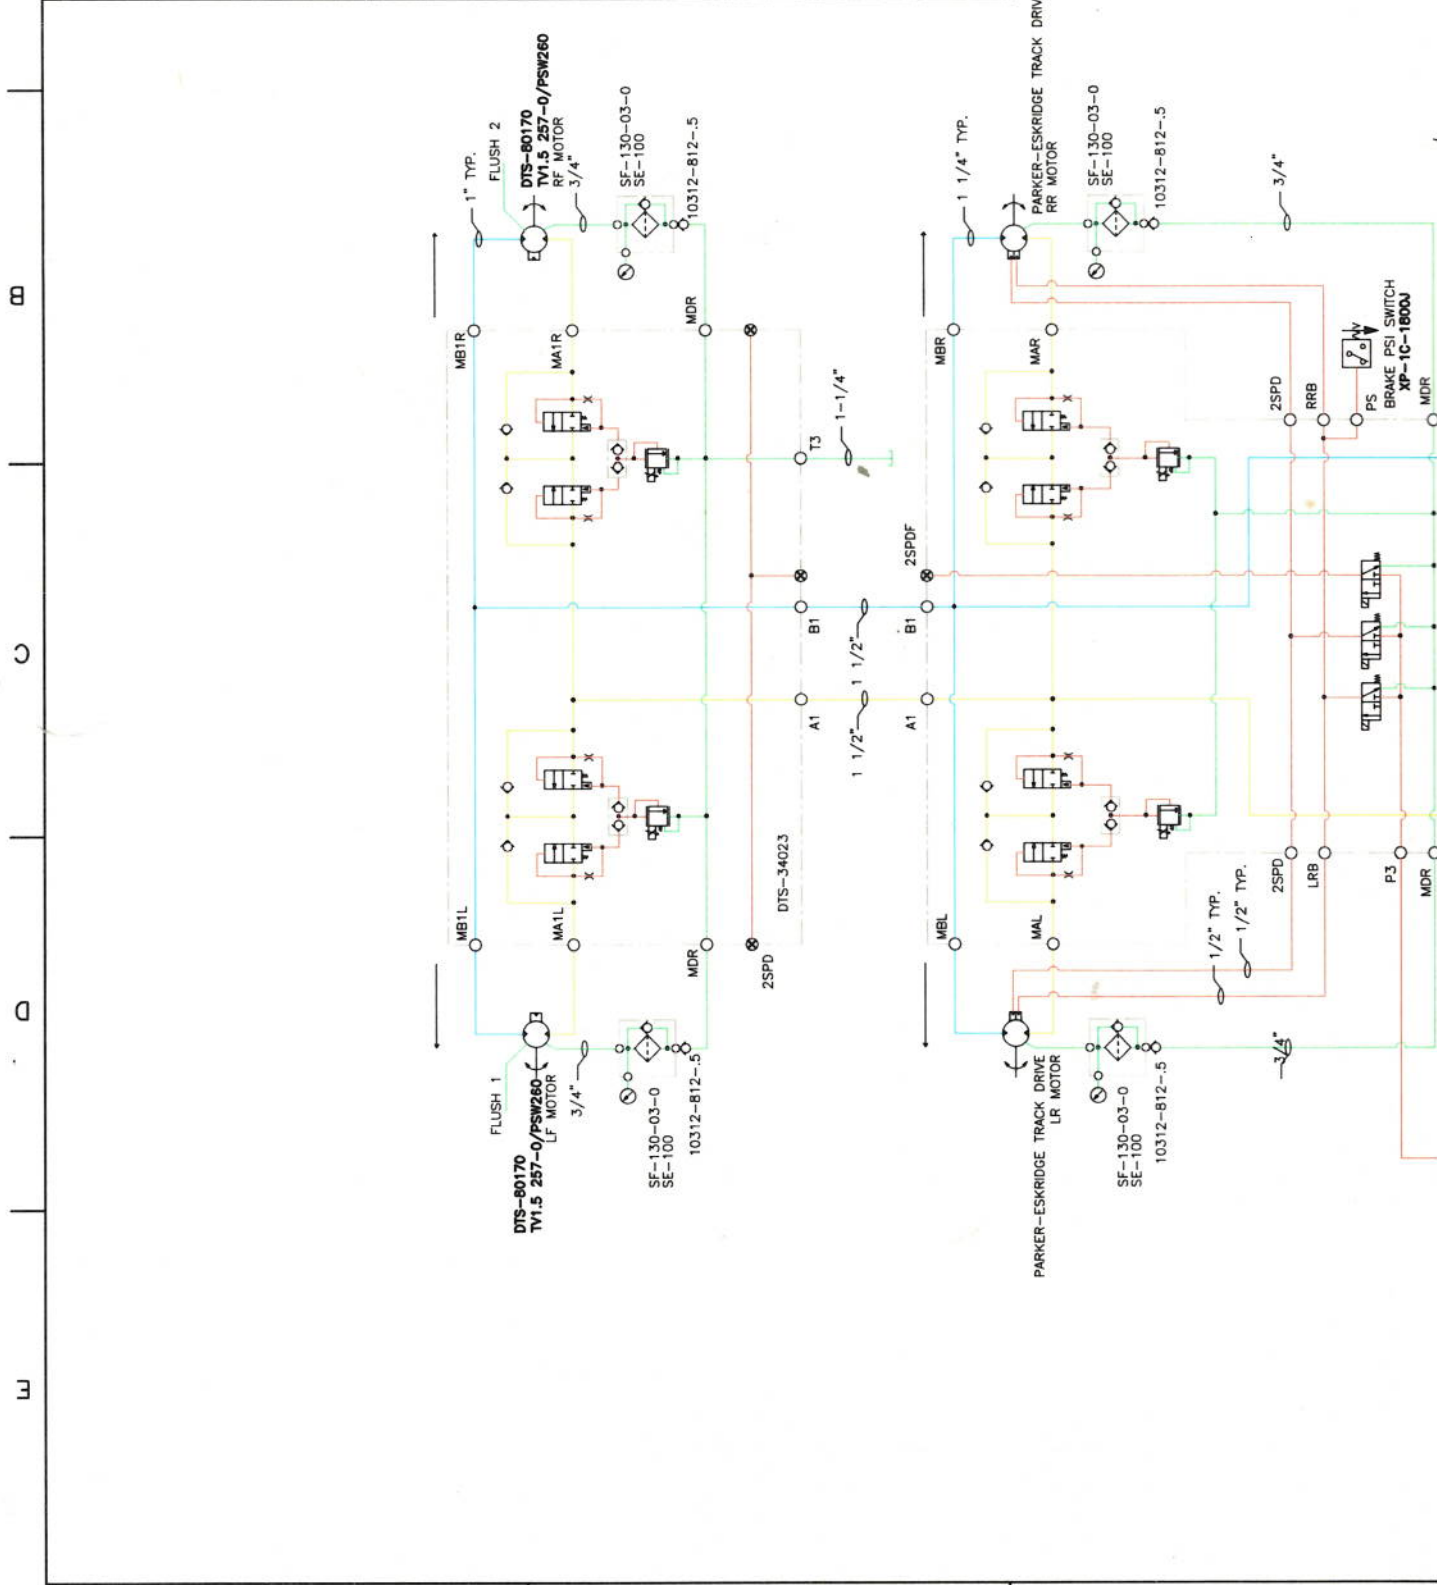 B
C
D
E
1" TYP.
FLUSH 2
DTS-80170
TV1.5 257-0/PSW260
RF MOTOR
3/4"
SF-130-03-0
SE-100
10312-812-.5
MB1R
MA1R
MDR
T3
1-1/4"
B1
A1
1 1/2"
1 1/2"
DTS-34023
MB1L
MA1L
MDR
2SPD
FLUSH 1
DTS-80170
TV1.5 257-0/PSW260
LF MOTOR
3/4"
SF-130-03-0
SE-100
10312-812-.5
PARKER-ESKRIDGE TRACK DRIV
RR MOTOR
1 1/4" TYP.
SF-130-03-0
SE-100
10312-812-.5
3/4"
MBR
MAR
2SPDF
B1
A1
2SPD
RRB
PS
BRAKE PSI SWITCH
XP-1C-1800J
MDR
MBL
MAL
2SPD
LRB
P3
MDR
1/2" TYP.
1/2" TYP.
3/4"
PARKER-ESKRIDGE TRACK DRIVE
LR MOTOR
SF-130-03-0
SE-100
10312-812-.5